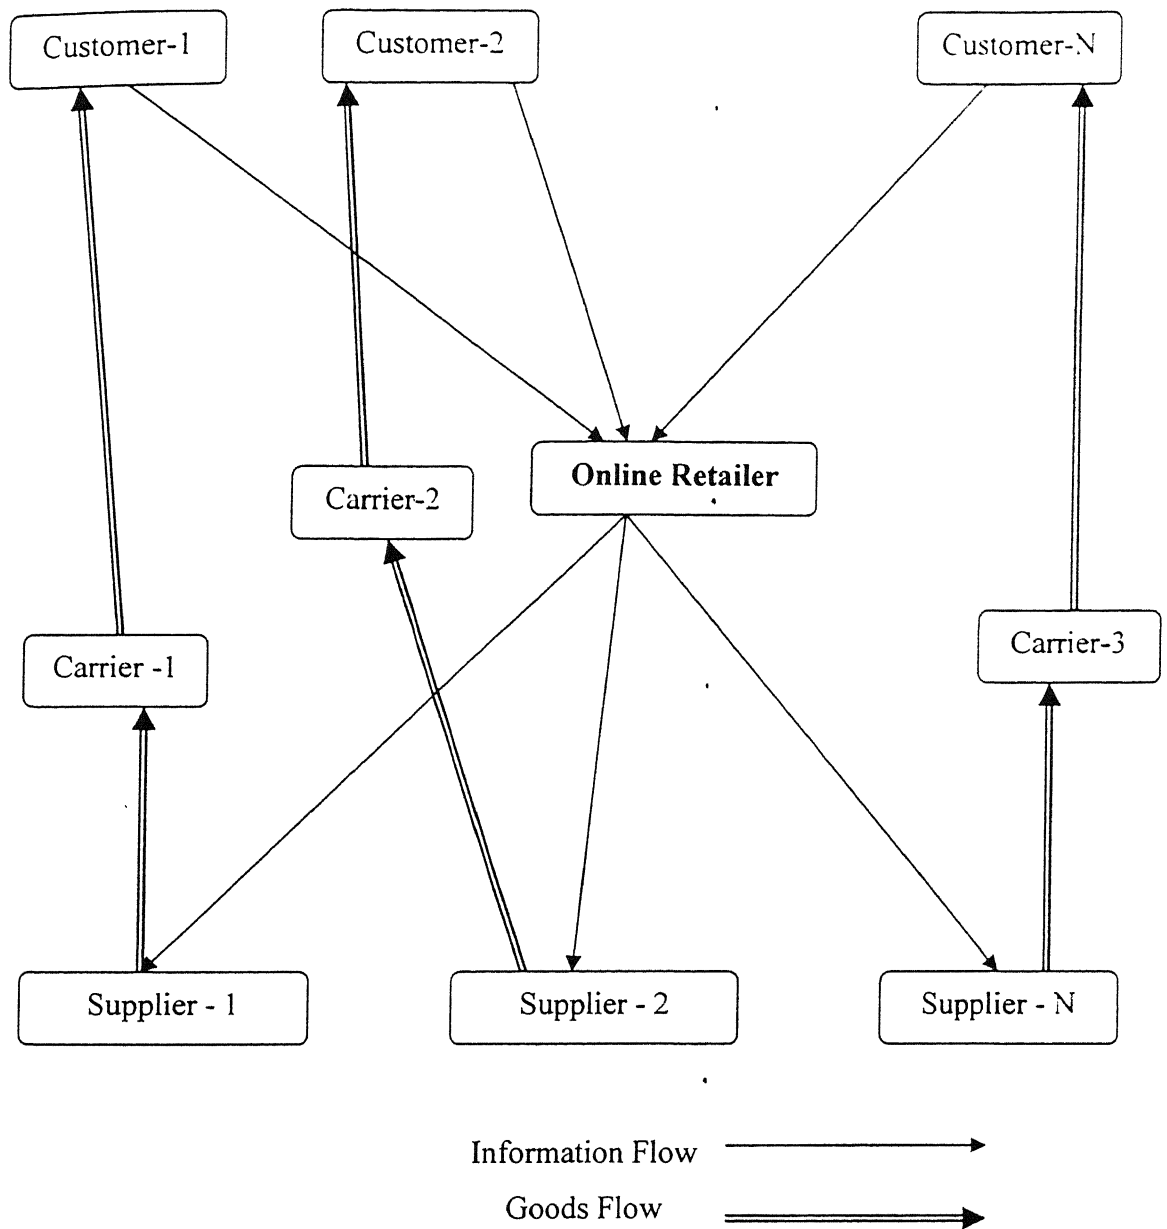 Customer-1
Customer-2
Customer-N
Online Retailer
Carrier-2
Carrier-3
Carrier -1
Supplier - 1
Supplier - 2
Supplier - N
Information Flow
Goods Flow